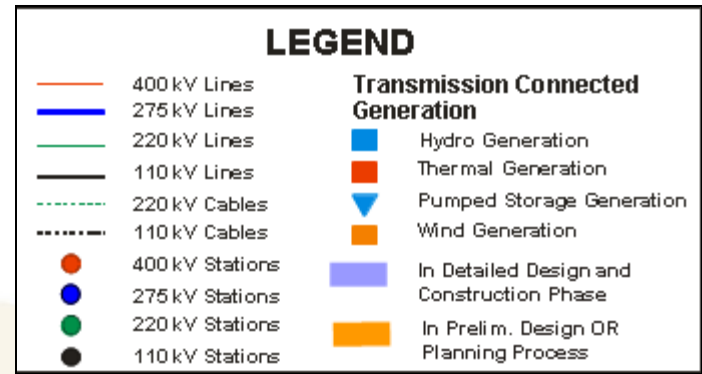 LEGEND
400 kV Lines
275 kV Lines
220 kV Lines
110 kV Lines
220 kV Cables
110 kV Cables
400 kV Stations
275 kV Stations
220 kV Stations
110 kV Stations
Transmission Connected
Generation
Hydro Generation
Thermal Generation
Pumped Storage Generation
Wind Generation
In Detailed Design and
Construction Phase
In Prelim. Design OR
Planning Process